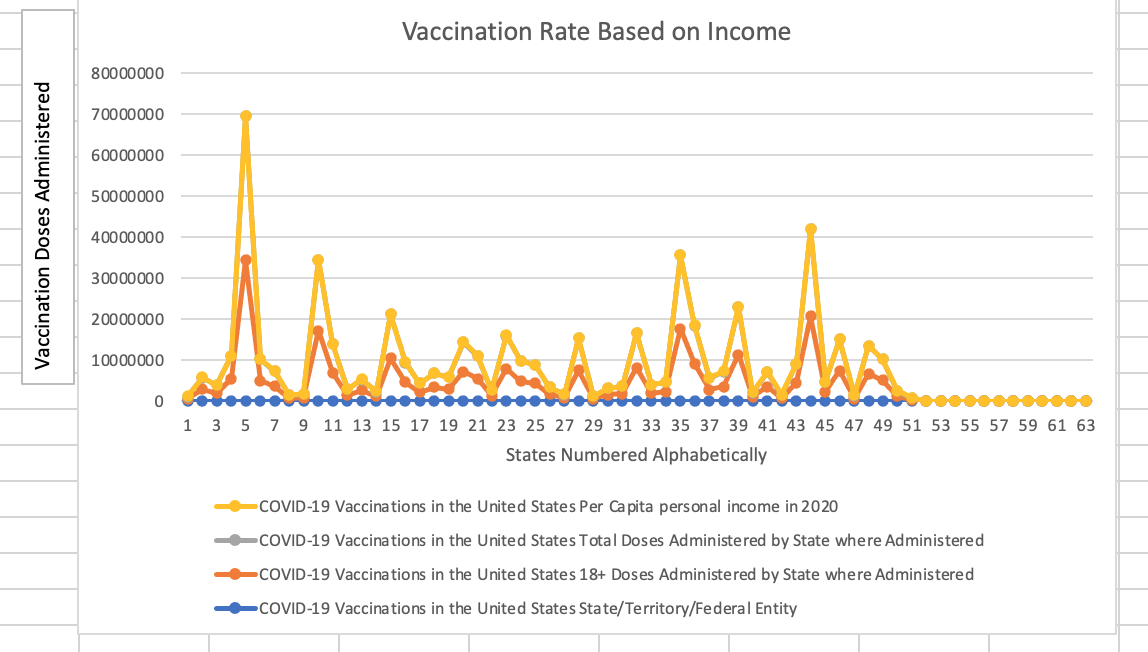 Vaccination Rate Based on Income
Vaccination Doses Administered
80000000
70000000
60000000
50000000
40000000
30000000
20000000
10000000
0
1 3 5 7 9 11 13 15 17 19 21 23 25 27 29 31 33 35 37 39 41 43 45 47 49 51 53 55 57 59 61 63
States Numbered Alphabetically
COVID-19 Vaccinations in the United States Per Capita personal income in 2020
COVID-19 Vaccinations in the United States Total Doses Administered by State where Administered
COVID-19 Vaccinations in the United States 18+ Doses Administered by State where Administered
COVID-19 Vaccinations in the United States State/Territory/Federal Entity